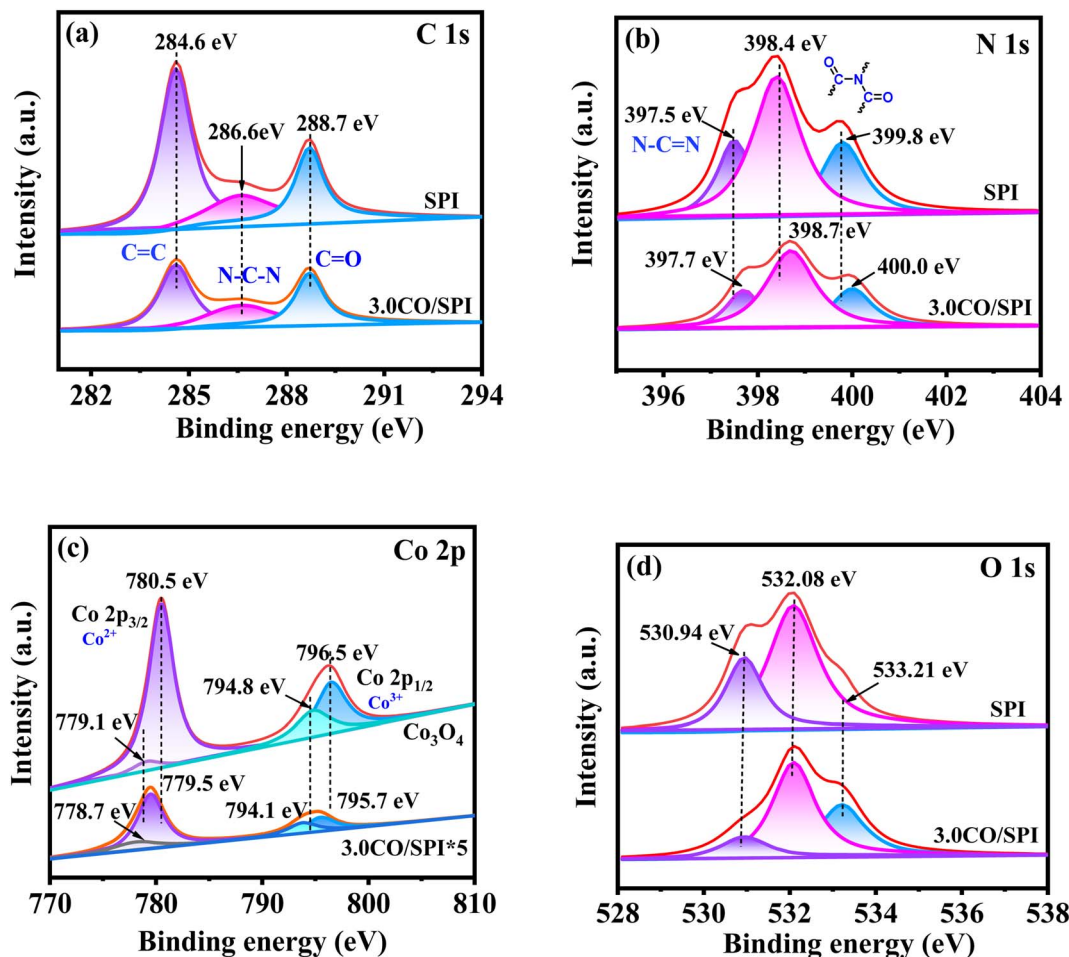 (a)
C 1s
284.6 eV
286.6eV
288.7 eV
SPI
C=C
N-C-N
C=O
3.0CO/SPI
Intensity (a.u.)
282 285 288 291 294
Binding energy (eV)
(b)
N 1s
398.4 eV
O
C
N
C=O
397.5 eV
N-C=N
399.8 eV
SPI
398.7 eV
397.7 eV
400.0 eV
3.0CO/SPI
Intensity (a.u.)
396 398 400 402 404
Binding energy (eV)
(c)
Co 2p
780.5 eV
Co 2p3/2
Co2+
796.5 eV
794.8 eV
Co 2p1/2
Co3+
779.1 eV
Co3O4
779.5 eV
778.7 eV
794.1 eV
795.7 eV
3.0CO/SPI*5
Intensity (a.u.)
770 780 790 800 810
Binding energy (eV)
(d)
O 1s
532.08 eV
530.94 eV
533.21 eV
SPI
3.0CO/SPI
Intensity (a.u.)
528 530 532 534 536 538
Binding energy (eV)